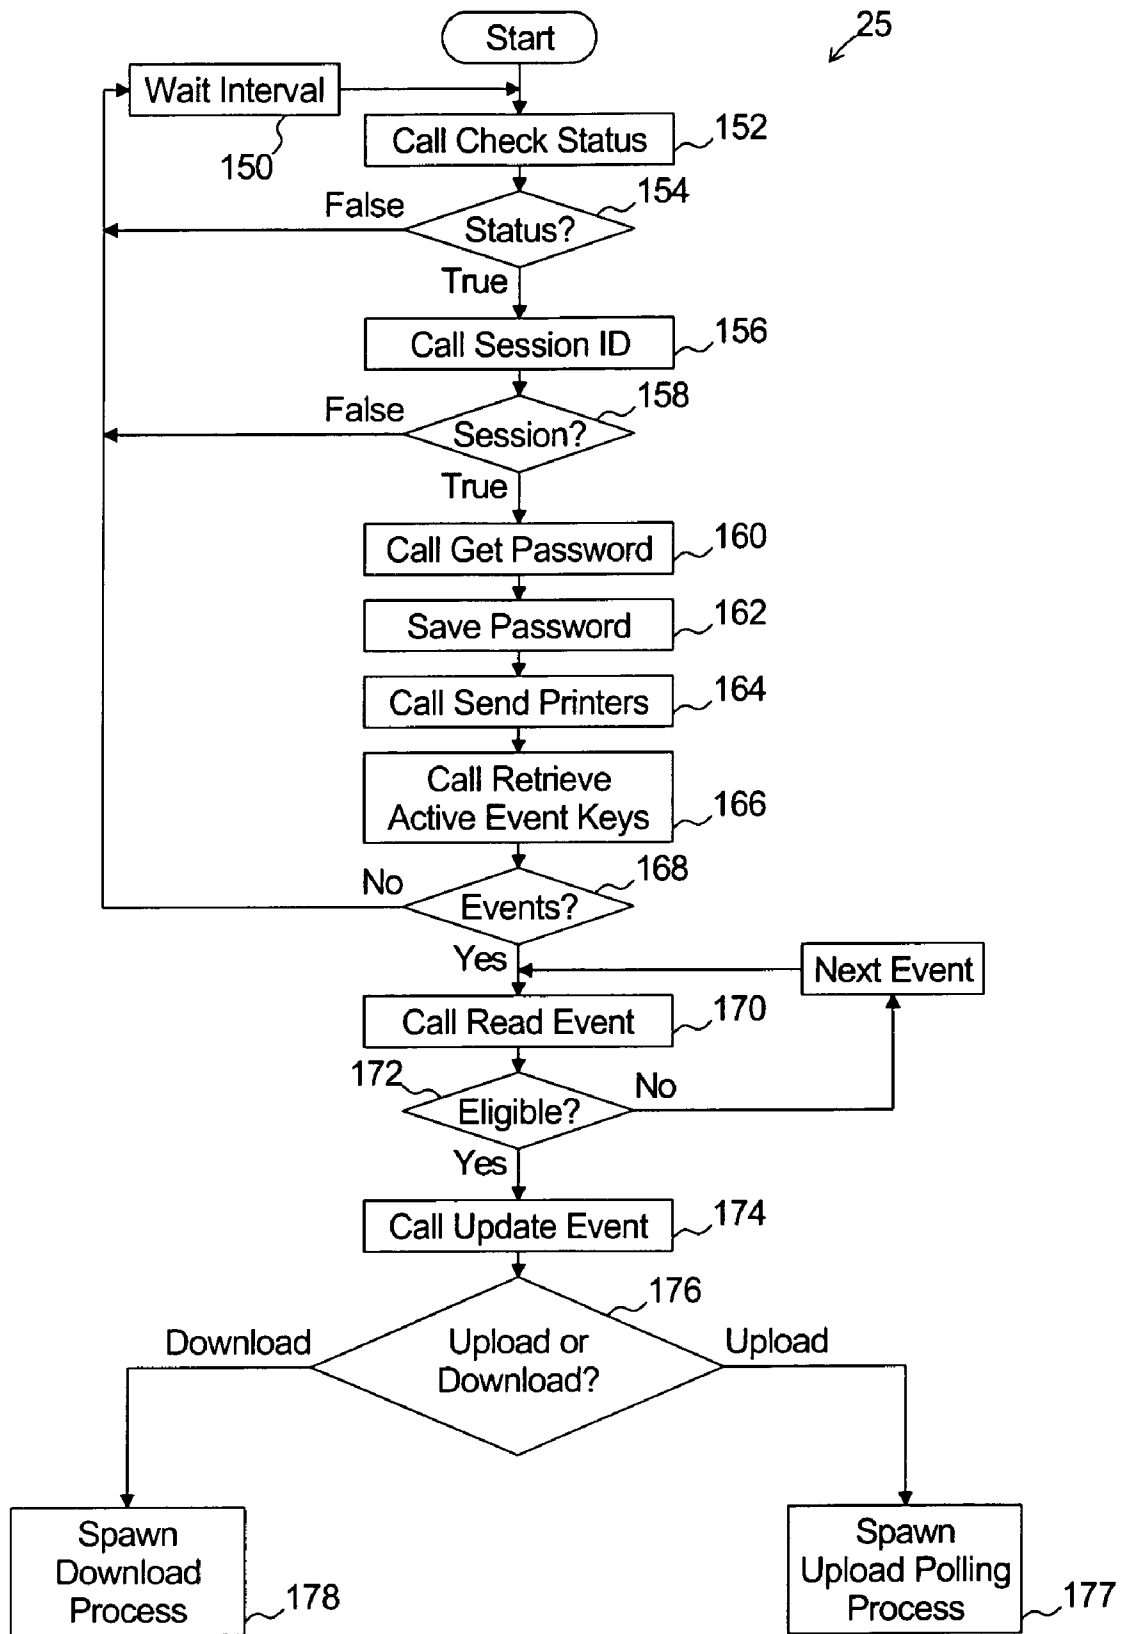 Start
25
Wait Interval
150
Call Check Status
152
154
False
Status?
True
Call Session ID
156
158
False
Session?
True
Call Get Password
160
Save Password
162
Call Send Printers
164
Call Retrieve
Active Event Keys
166
168
No
Events?
Yes
Next Event
Call Read Event
170
172
No
Eligible?
Yes
Call Update Event
174
176
Download
Upload or
Download?
Upload
Spawn
Download
Process
178
Spawn
Upload Polling
Process
177